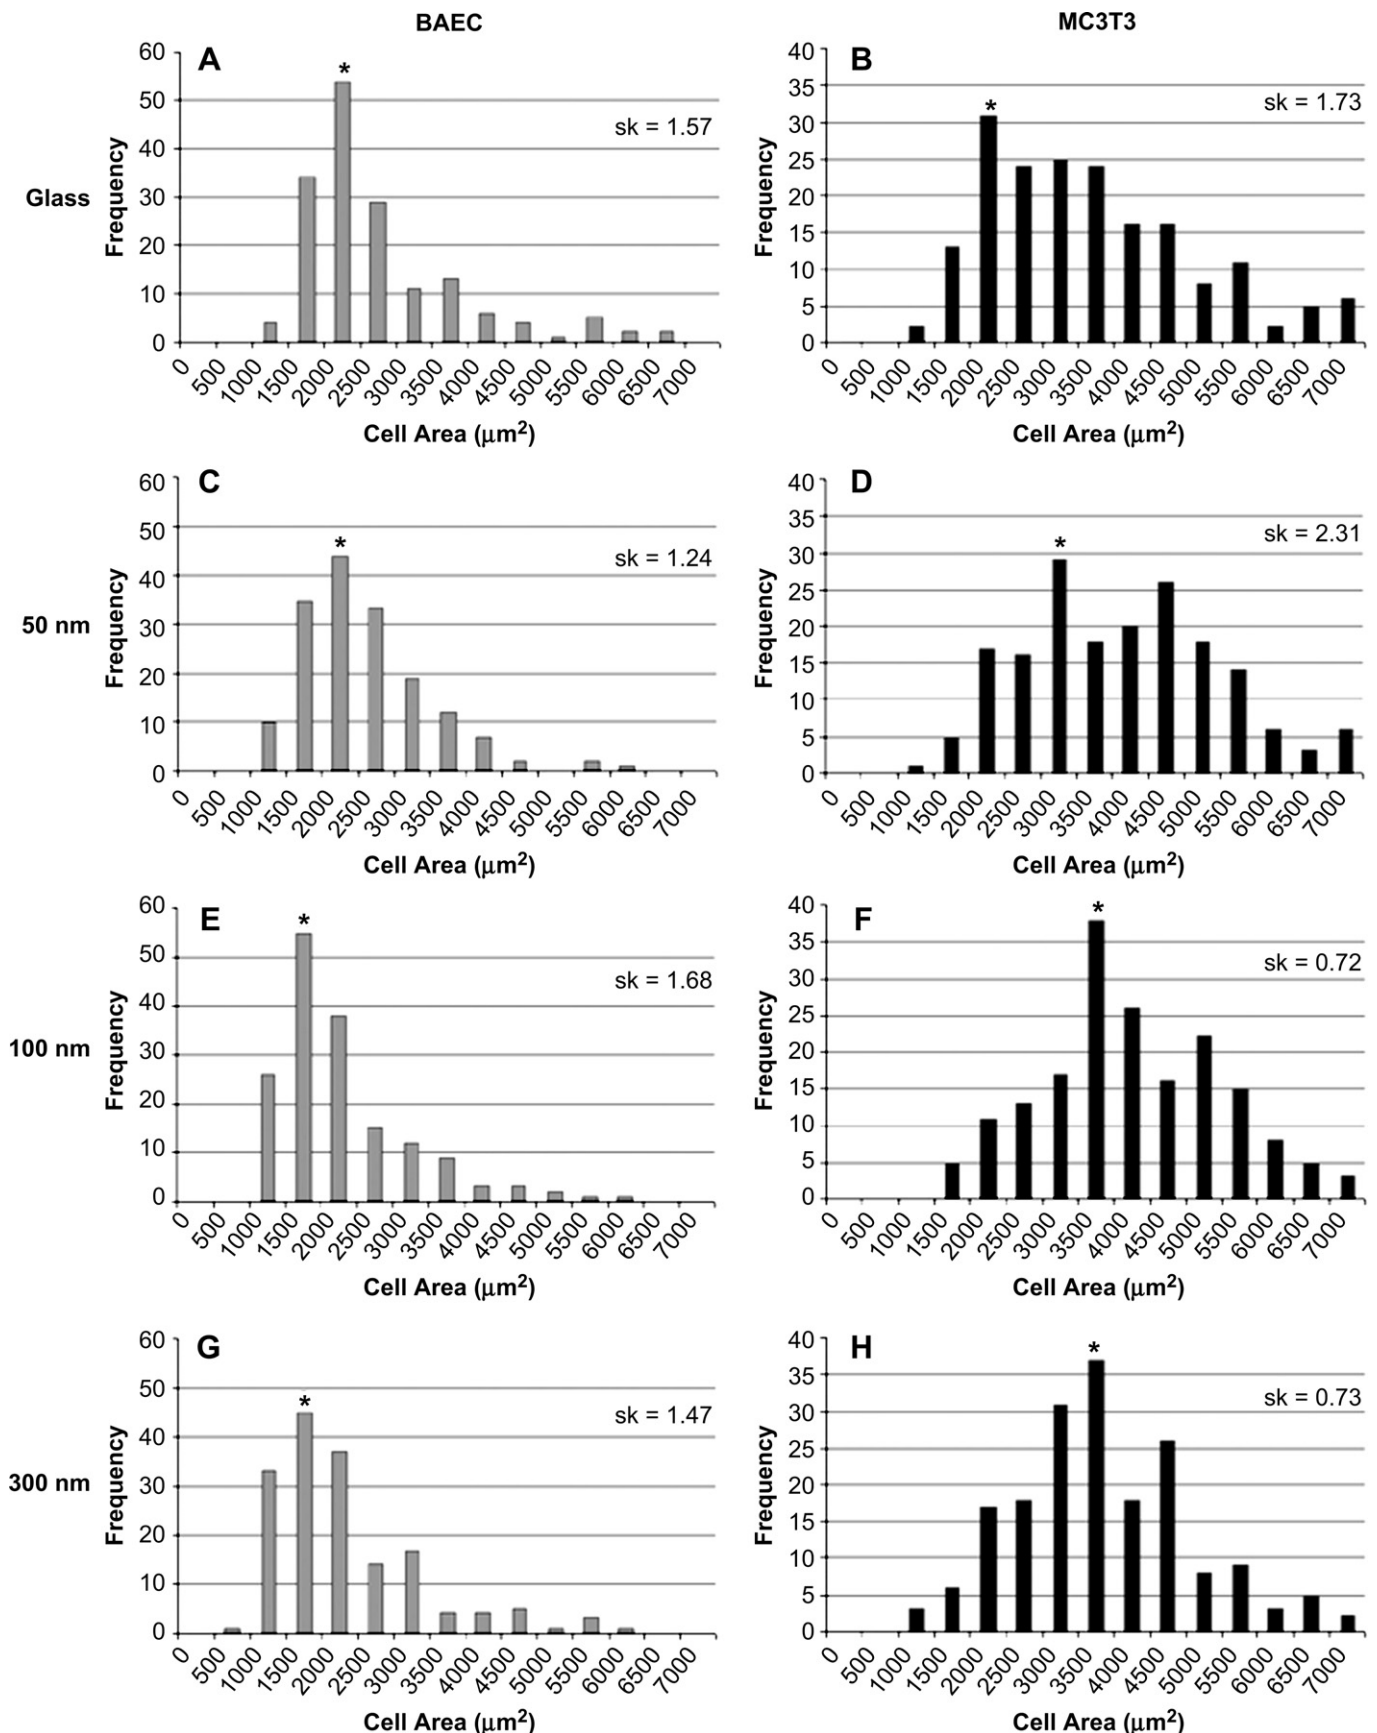 BAEC
MC3T3
Glass
A
*
sk = 1.57
Frequency
60
50
40
30
20
10
0
0 500 1000 1500 2000 2500 3000 3500 4000 4500 5000 5500 6000 6500 7000
Cell Area (μm²)
B
*
sk = 1.73
Frequency
40
35
30
25
20
15
10
5
0
0 500 1000 1500 2000 2500 3000 3500 4000 4500 5000 5500 6000 6500 7000
Cell Area (μm²)
50 nm
C
*
sk = 1.24
Frequency
60
50
40
30
20
10
0
0 500 1000 1500 2000 2500 3000 3500 4000 4500 5000 5500 6000 6500 7000
Cell Area (μm²)
D
*
sk = 2.31
Frequency
40
35
30
25
20
15
10
5
0
0 500 1000 1500 2000 2500 3000 3500 4000 4500 5000 5500 6000 6500 7000
Cell Area (μm²)
100 nm
E
*
sk = 1.68
Frequency
60
50
40
30
20
10
0
0 500 1000 1500 2000 2500 3000 3500 4000 4500 5000 5500 6000 6500 7000
Cell Area (μm²)
F
*
sk = 0.72
Frequency
40
35
30
25
20
15
10
5
0
0 500 1000 1500 2000 2500 3000 3500 4000 4500 5000 5500 6000 6500 7000
Cell Area (μm²)
300 nm
G
*
sk = 1.47
Frequency
60
50
40
30
20
10
0
0 500 1000 1500 2000 2500 3000 3500 4000 4500 5000 5500 6000 6500 7000
Cell Area (μm²)
H
*
sk = 0.73
Frequency
40
35
30
25
20
15
10
5
0
0 500 1000 1500 2000 2500 3000 3500 4000 4500 5000 5500 6000 6500 7000
Cell Area (μm²)